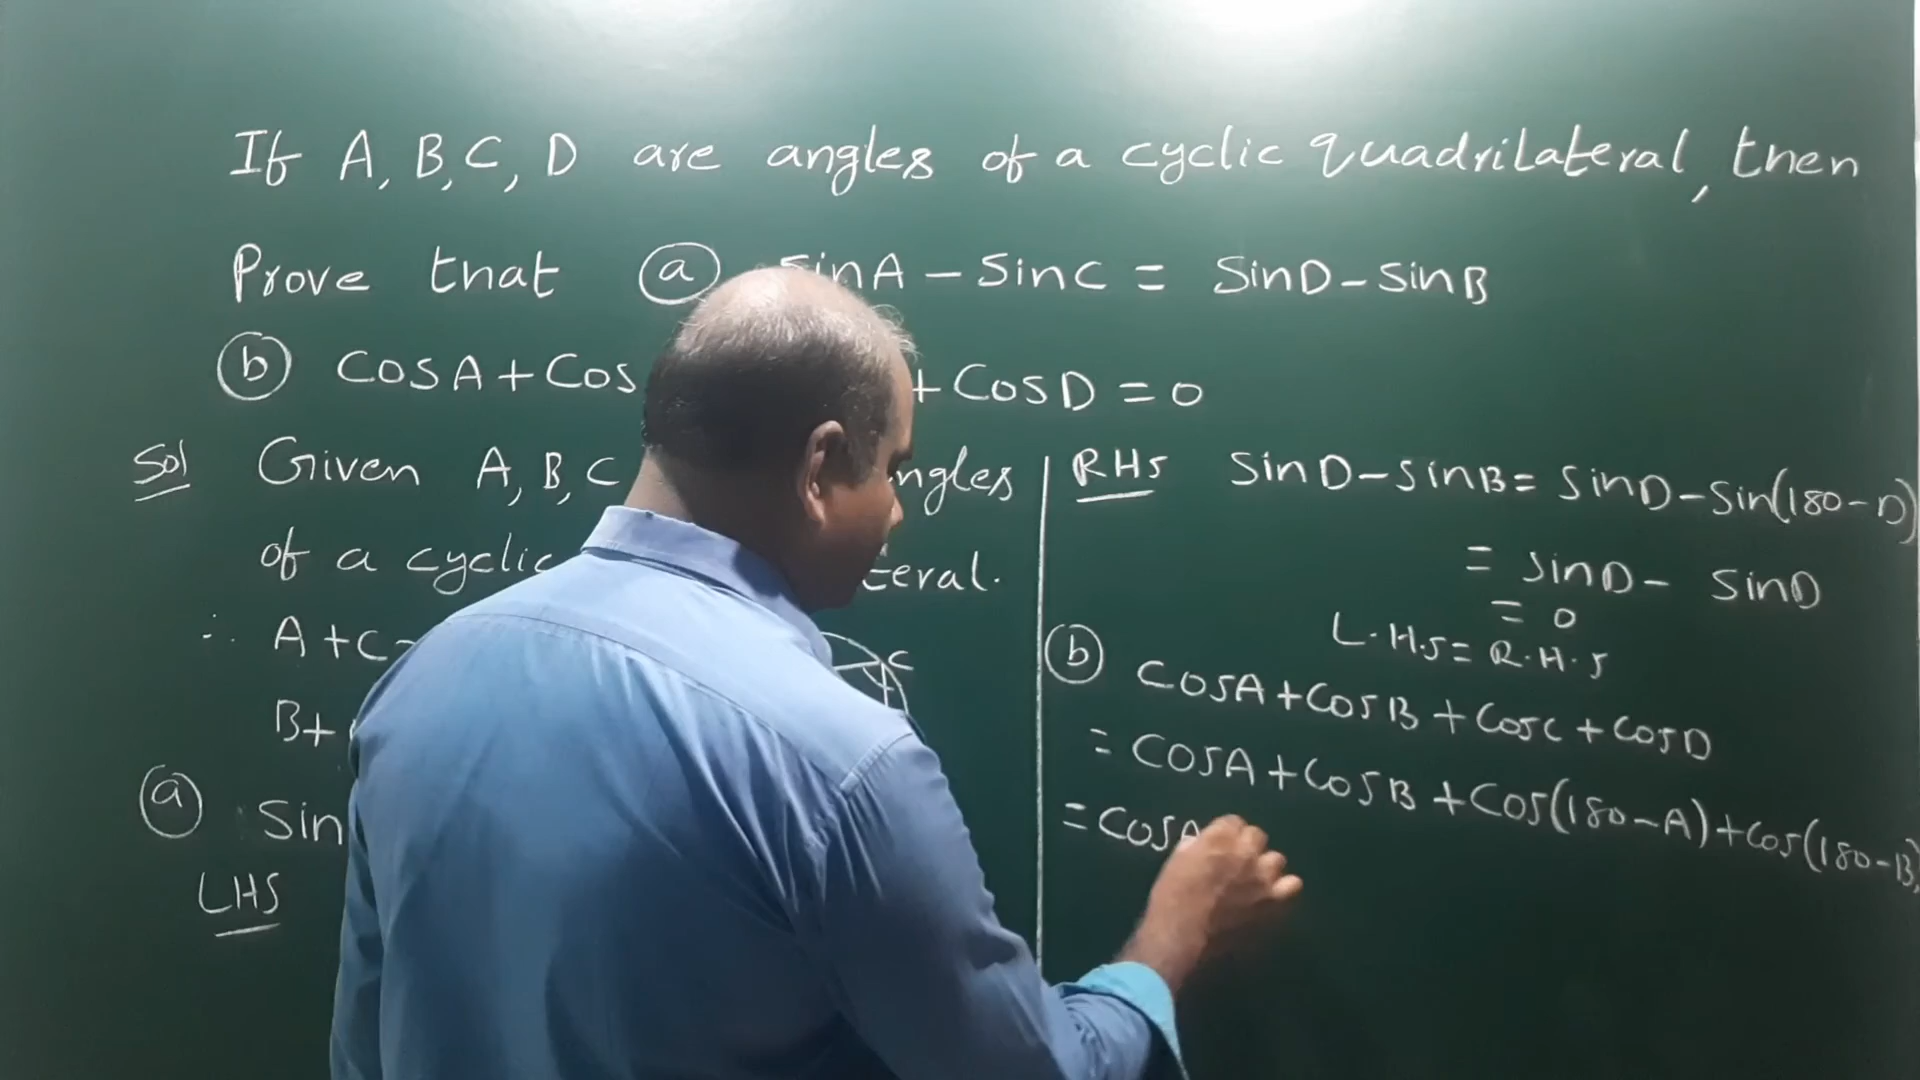 If A, B, C, D are angles of a cyclic quadrilateral, then
Prove that (a) SinA - SinC = SinD - SinB
(b) CosA + Cos + CosD = 0
Sol Given A, B, C ngles
of a cyclic teral.
∴ A + C
B +
(a) Sin
LHS
C
RHS SinD - SinB = SinD - Sin(180 - D)
= SinD - SinD
= 0
L.H.S = R.H.S
(b) CosA + CosB + CosC + CosD
= CosA + CosB + Cos(180 - A) + Cos(180 - B)
= CosA